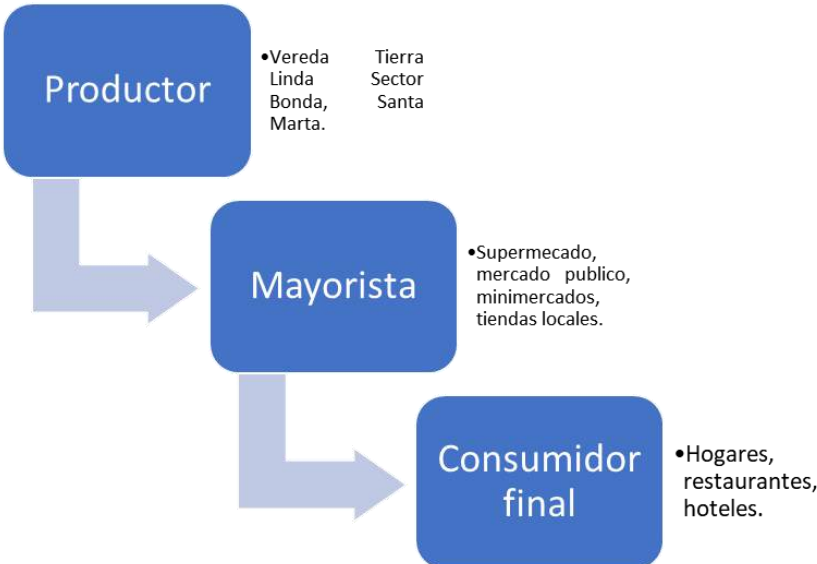 Productor
•Vereda Tierra
Linda Sector
Bonda, Santa
Marta.
Mayorista
•Supermecado,
mercado publico,
minimercados,
tiendas locales.
Consumidor
final
•Hogares,
restaurantes,
hoteles.